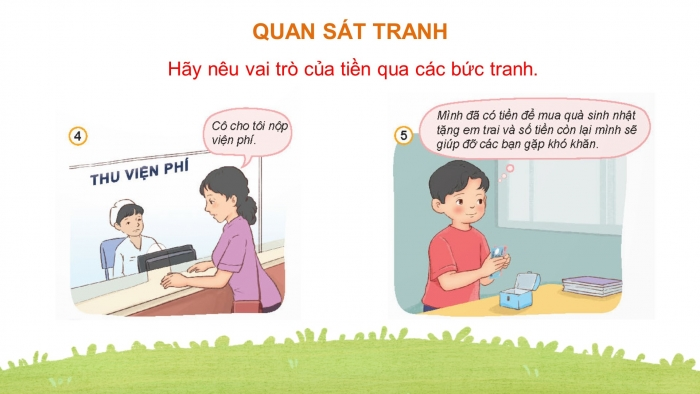 QUAN SÁT TRANH
Hãy nêu vai trò của tiền qua các bức tranh.
4
Cô cho tôi nộp
viện phí.
THU VIỆN PHÍ
5
Mình đã có tiền để mua quà sinh nhật
tặng em trai và số tiền còn lại mình sẽ
giúp đỡ các bạn gặp khó khăn.